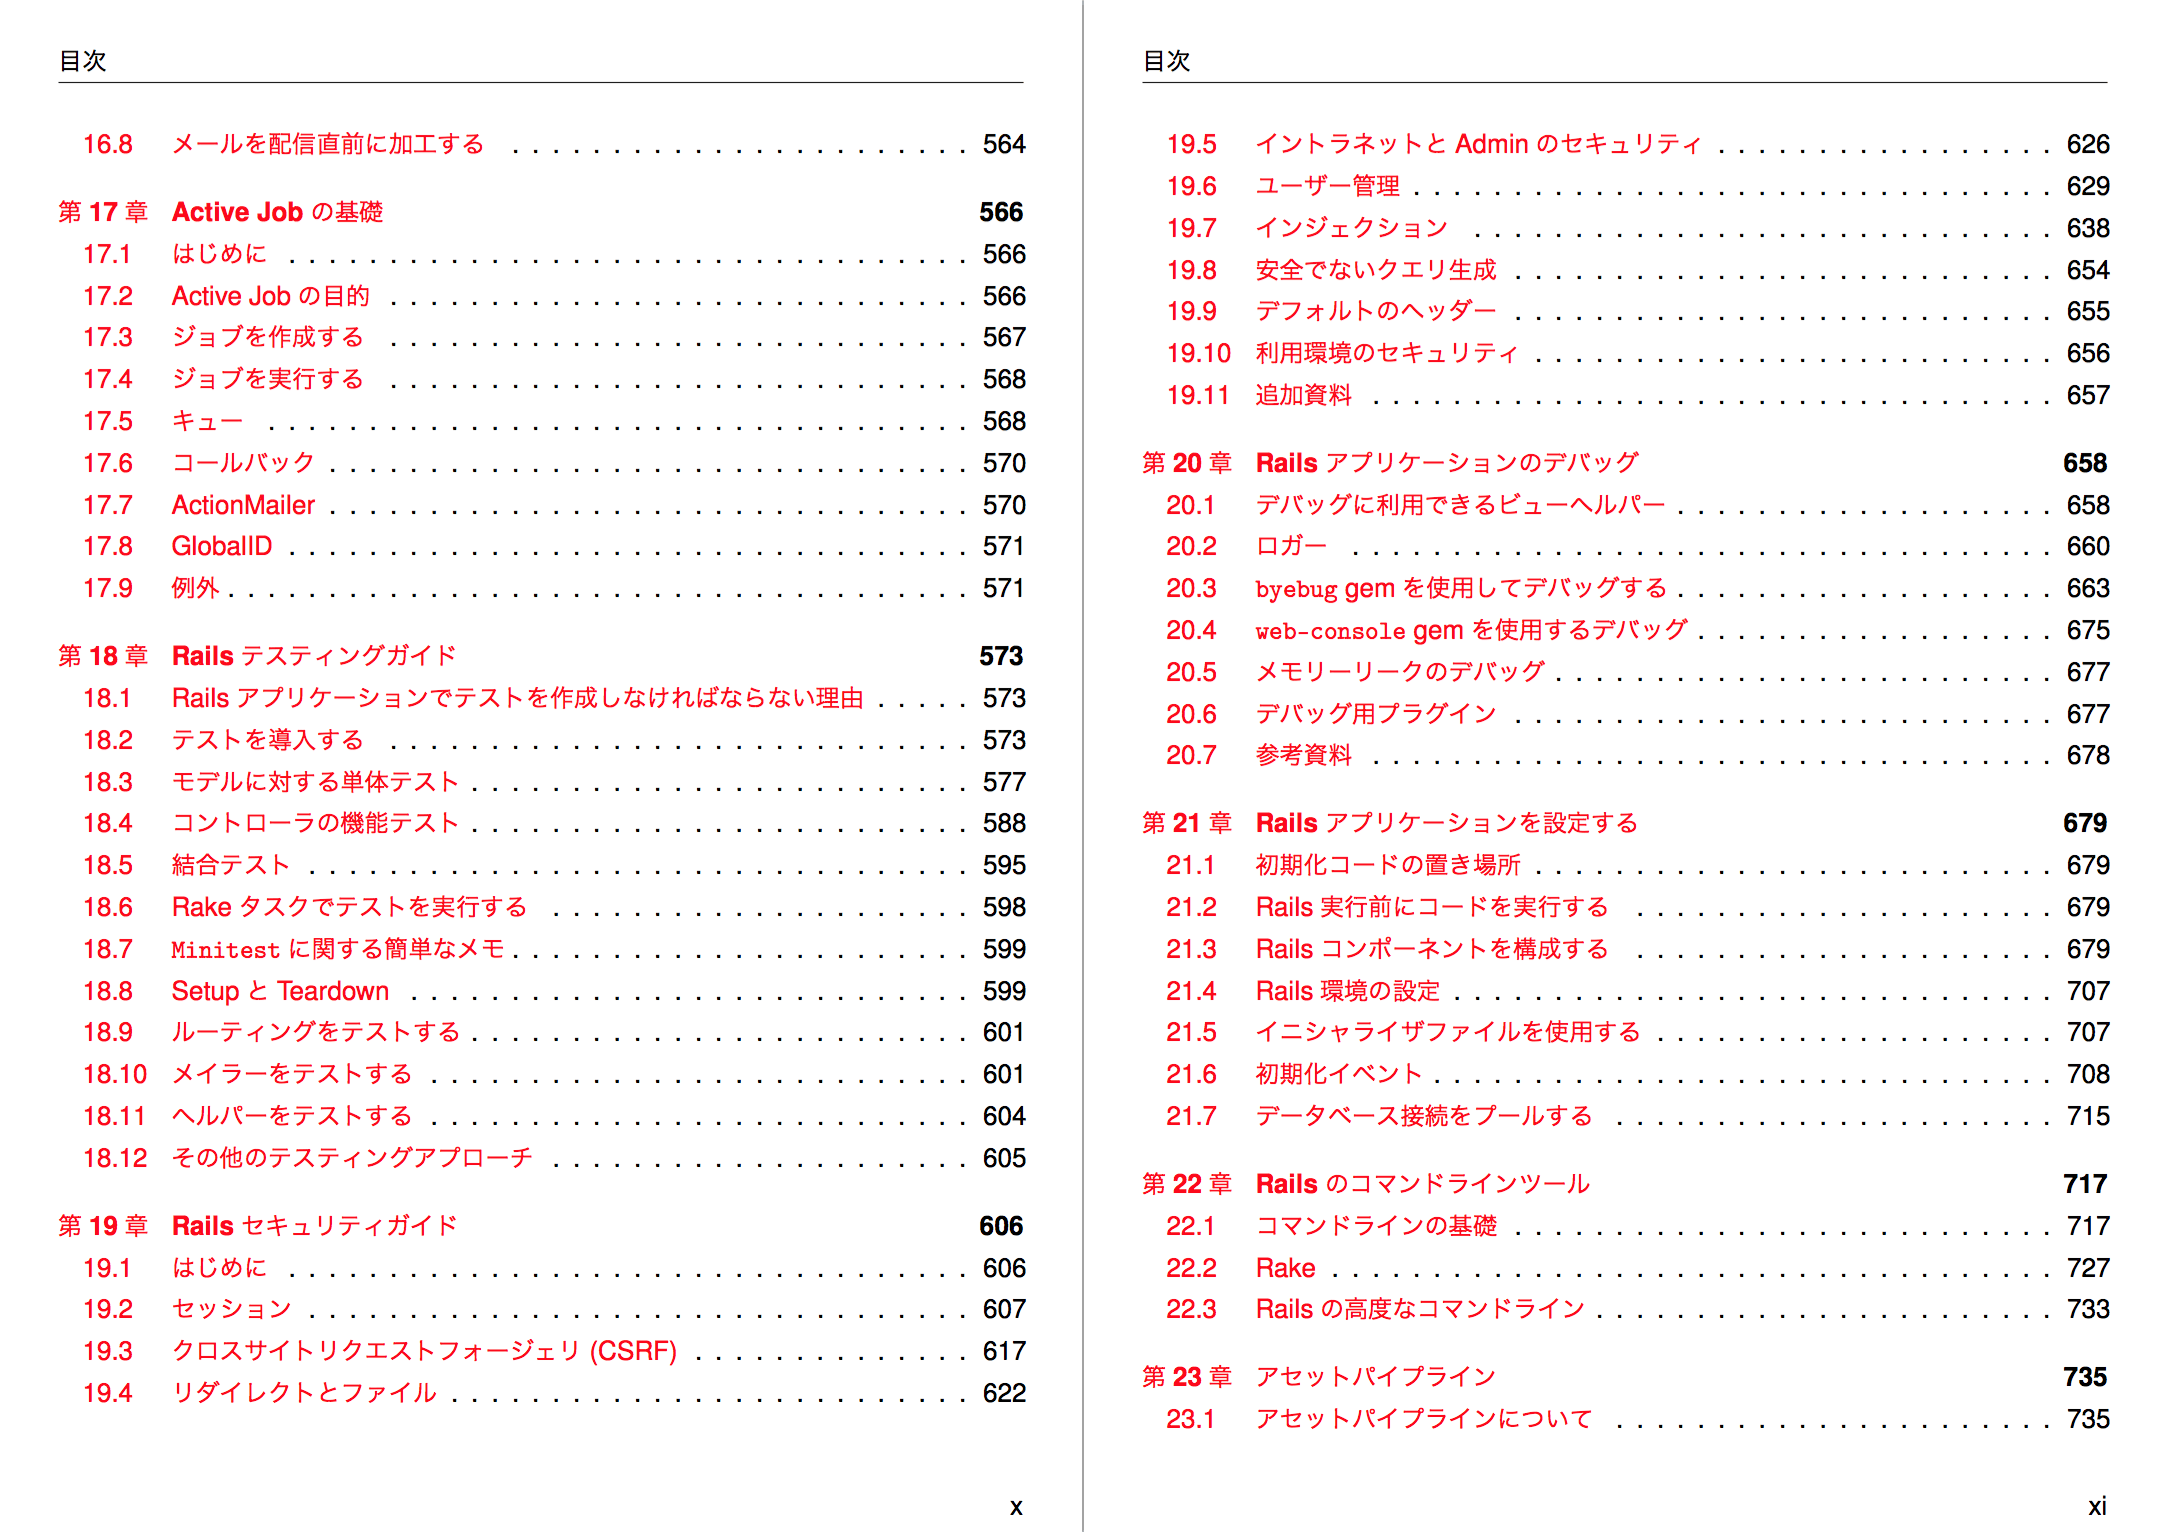 目次
16.8 メールを配信直前に加工する 564
第 17 章 Active Job の基礎 566
17.1 はじめに 566
17.2 Active Job の目的 566
17.3 ジョブを作成する 567
17.4 ジョブを実行する 568
17.5 キュー 568
17.6 コールバック 570
17.7 ActionMailer 570
17.8 GlobalID 571
17.9 例外 571
第 18 章 Rails テスティングガイド 573
18.1 Rails アプリケーションでテストを作成しなければならない理由 573
18.2 テストを導入する 573
18.3 モデルに対する単体テスト 577
18.4 コントローラの機能テスト 588
18.5 結合テスト 595
18.6 Rake タスクでテストを実行する 598
18.7 Minitest に関する簡単なメモ 599
18.8 Setup と Teardown 599
18.9 ルーティングをテストする 601
18.10 メイラーをテストする 601
18.11 ヘルパーをテストする 604
18.12 その他のテスティングアプローチ 605
第 19 章 Rails セキュリティガイド 606
19.1 はじめに 606
19.2 セッション 607
19.3 クロスサイトリクエストフォージェリ (CSRF) 617
19.4 リダイレクトとファイル 622
x
目次
19.5 イントラネットと Admin のセキュリティ 626
19.6 ユーザー管理 629
19.7 インジェクション 638
19.8 安全でないクエリ生成 654
19.9 デフォルトのヘッダー 655
19.10 利用環境のセキュリティ 656
19.11 追加資料 657
第 20 章 Rails アプリケーションのデバッグ 658
20.1 デバッグに利用できるビューヘルパー 658
20.2 ロガー 660
20.3 byebug gem を使用してデバッグする 663
20.4 web-console gem を使用するデバッグ 675
20.5 メモリーリークのデバッグ 677
20.6 デバッグ用プラグイン 677
20.7 参考資料 678
第 21 章 Rails アプリケーションを設定する 679
21.1 初期化コードの置き場所 679
21.2 Rails 実行前にコードを実行する 679
21.3 Rails コンポーネントを構成する 679
21.4 Rails 環境の設定 707
21.5 イニシャライザファイルを使用する 707
21.6 初期化イベント 708
21.7 データベース接続をプールする 715
第 22 章 Rails のコマンドラインツール 717
22.1 コマンドラインの基礎 717
22.2 Rake 727
22.3 Rails の高度なコマンドライン 733
第 23 章 アセットパイプライン 735
23.1 アセットパイプラインについて 735
xi